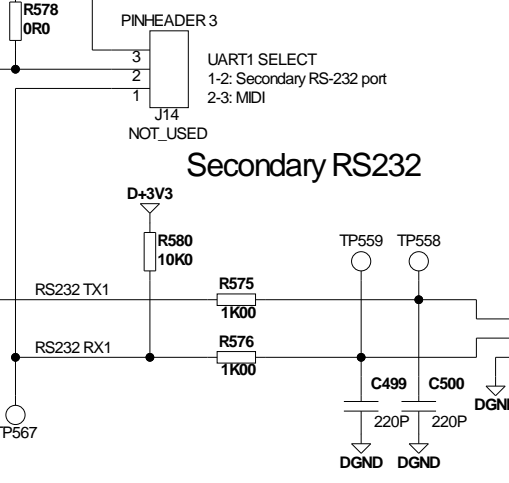 R578
0R0
PINHEADER 3
3
2
1
UART1 SELECT
1-2: Secondary RS-232 port
2-3: MIDI
J14
NOT_USED
Secondary RS232
D+3V3
R580
10K0
TP559
TP558
RS232 TX1
R575
1K00
RS232 RX1
R576
1K00
C499
C500
220P
220P
DGND
DGND
DGND
TP567